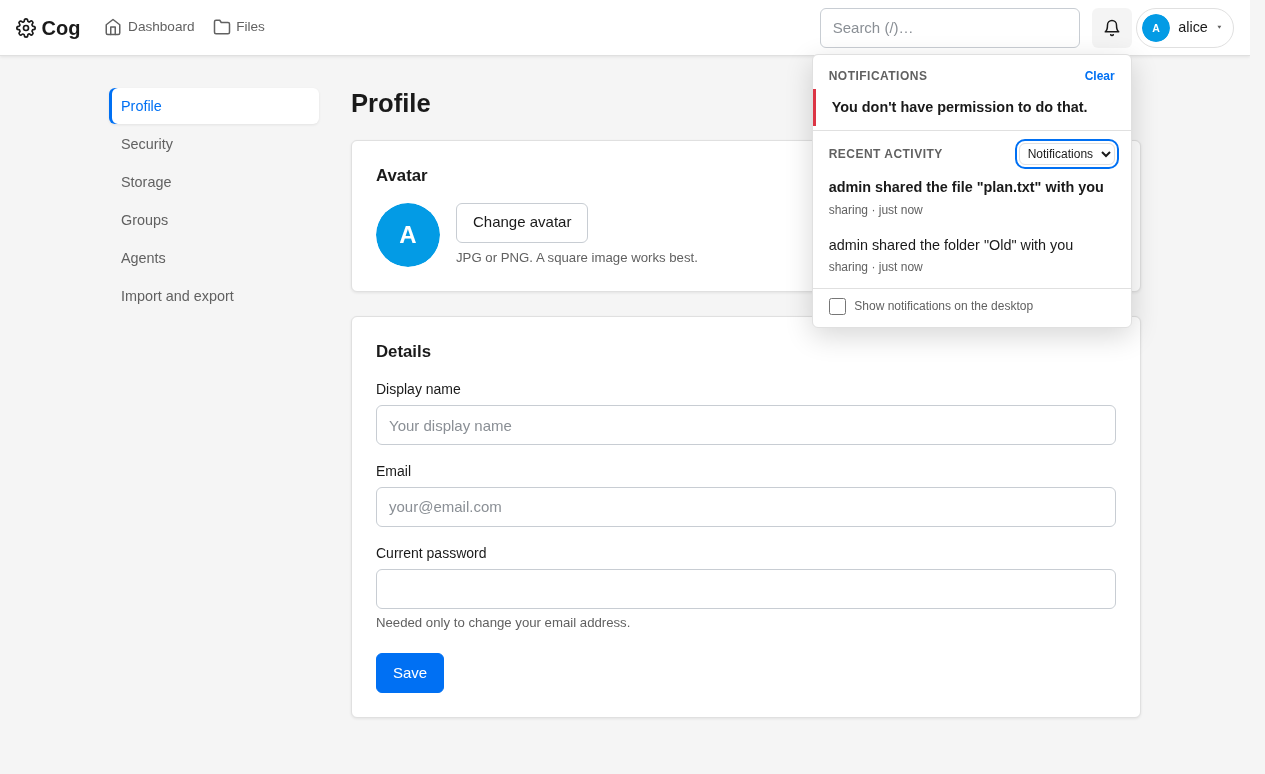 Cog
Dashboard
Files
Search (/)…
A
alice
NOTIFICATIONS
Clear
You don't have permission to do that.
RECENT ACTIVITY
Notifications
admin shared the file "plan.txt" with you
sharing · just now
admin shared the folder "Old" with you
sharing · just now
Show notifications on the desktop
Profile
Security
Storage
Groups
Agents
Import and export
Profile
Avatar
A
Change avatar
JPG or PNG. A square image works best.
Details
Display name
Your display name
Email
your@email.com
Current password
Needed only to change your email address.
Save